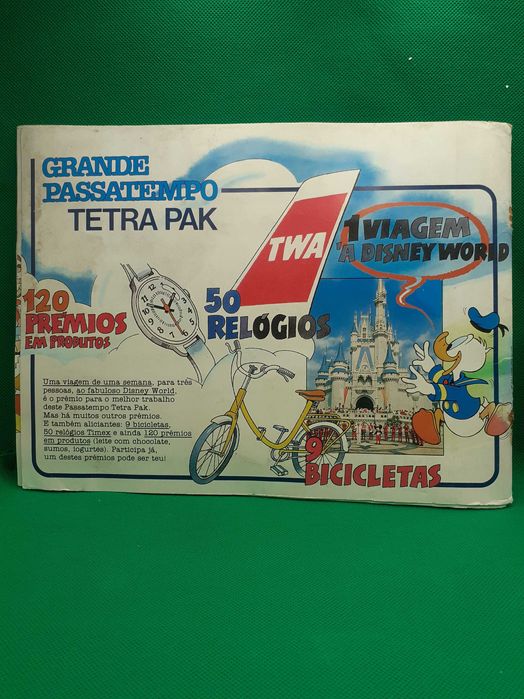 GRANDE
PASSATEMPO
TETRA PAK
TWA
1 VIAGEM
À DISNEY WORLD
120
PRÉMIOS
EM PRODUTOS
50
RELÓGIOS
Uma viagem de uma semana, para três
pessoas, ao fabuloso Disney World,
é o prémio para o melhor trabalho
deste Passatempo Tetra Pak.
Mas há muitos outros prémios.
E também aliciantes: 9 bicicletas,
50 relógios Timex e ainda 120 prémios
em produtos (leite com chocolate,
sumos, iogurtes). Participa já,
um destes prémios pode ser teu!
9
BICICLETAS